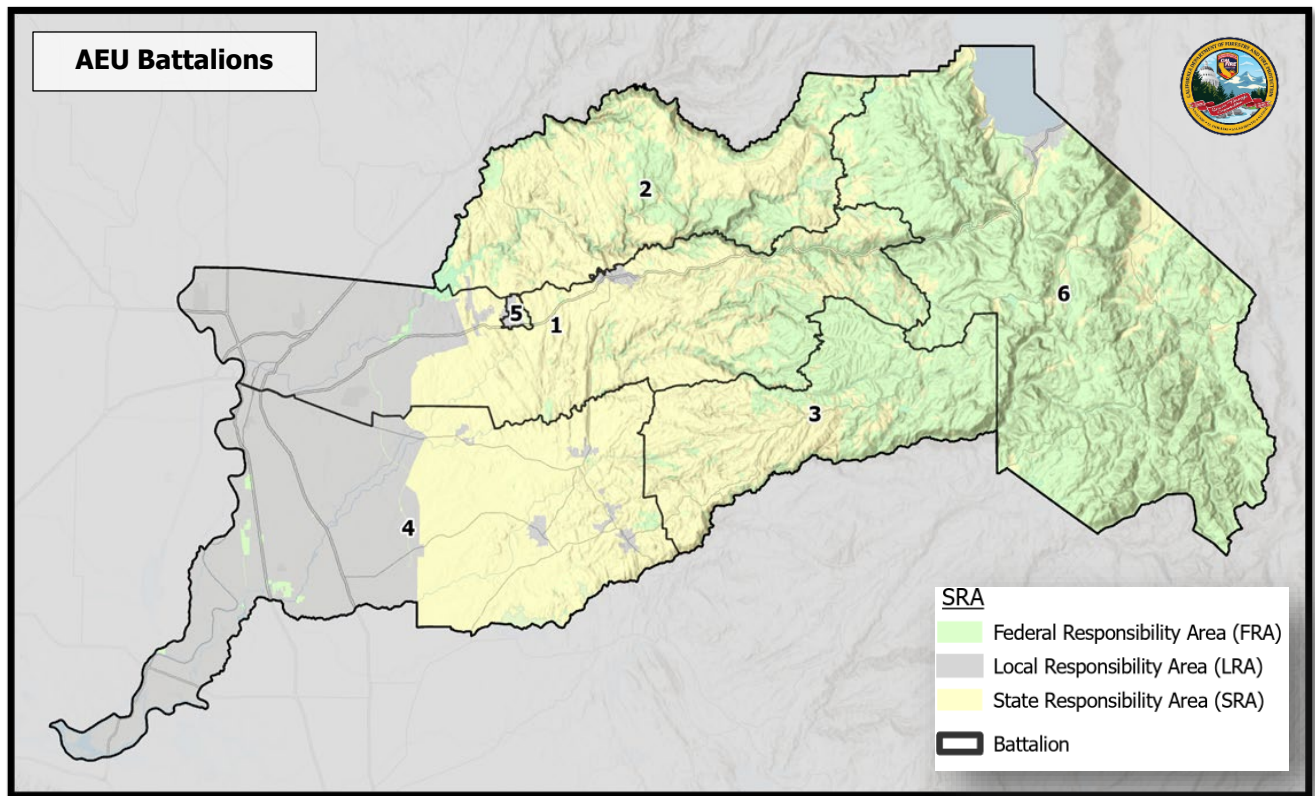 AEU Battalions
2
5
1
6
3
4
SRA
Federal Responsibility Area (FRA)
Local Responsibility Area (LRA)
State Responsibility Area (SRA)
Battalion